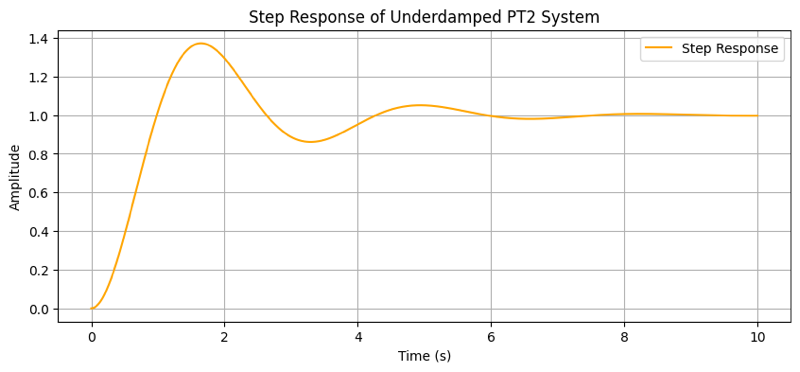 Step Response of Underdamped PT2 System
Step Response
Amplitude
1.4
1.2
1.0
0.8
0.6
0.4
0.2
0.0
0 2 4 6 8 10
Time (s)